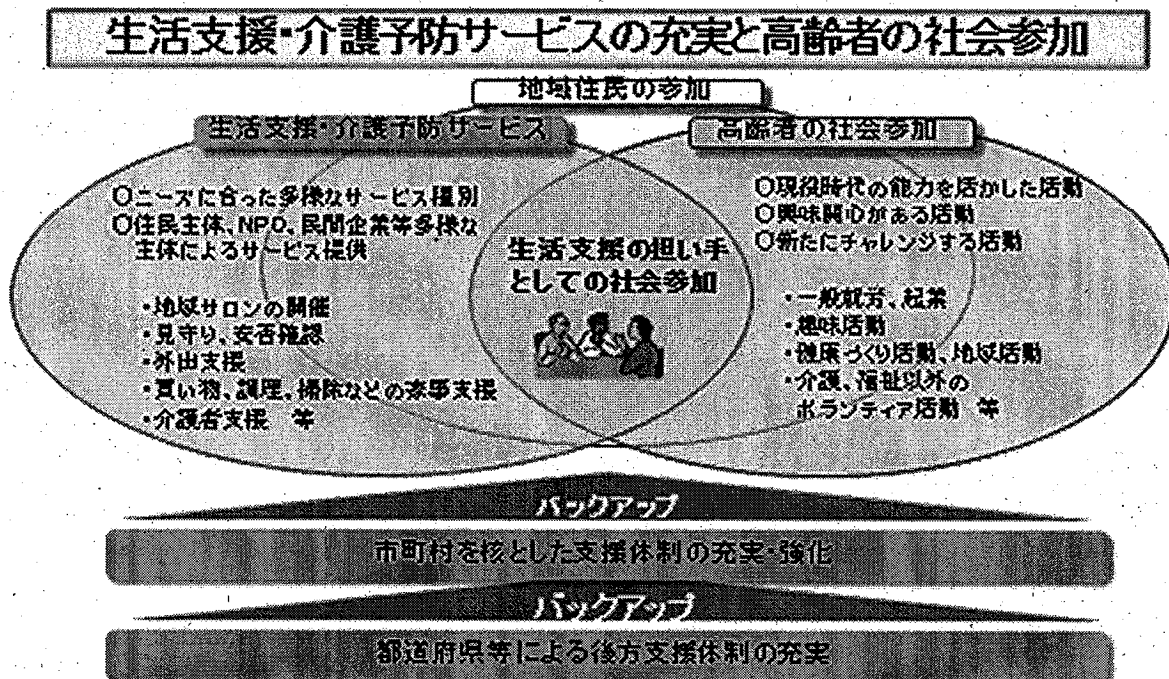 生活支援・介護予防サービスの充実と高齢者の社会参加
地域住民の参加
生活支援・介護予防サービス
○ニーズに合った多様なサービス種別
○住民主体、NPO、民間企業等多様な
主体によるサービス提供
・地域サロンの開催
・見守り、安否確認
・外出支援
・買い物、調理、掃除などの家事支援
・介護者支援 等
生活支援の担い手
としての社会参加
高齢者の社会参加
○現役時代の能力を活かした活動
○興味関心がある活動
○新たにチャレンジする活動
・一般就労、起業
・趣味活動
・健康づくり活動、地域活動
・介護、福祉以外の
ボランティア活動 等
バックアップ
市町村を核とした支援体制の充実・強化
バックアップ
都道府県等による後方支援体制の充実